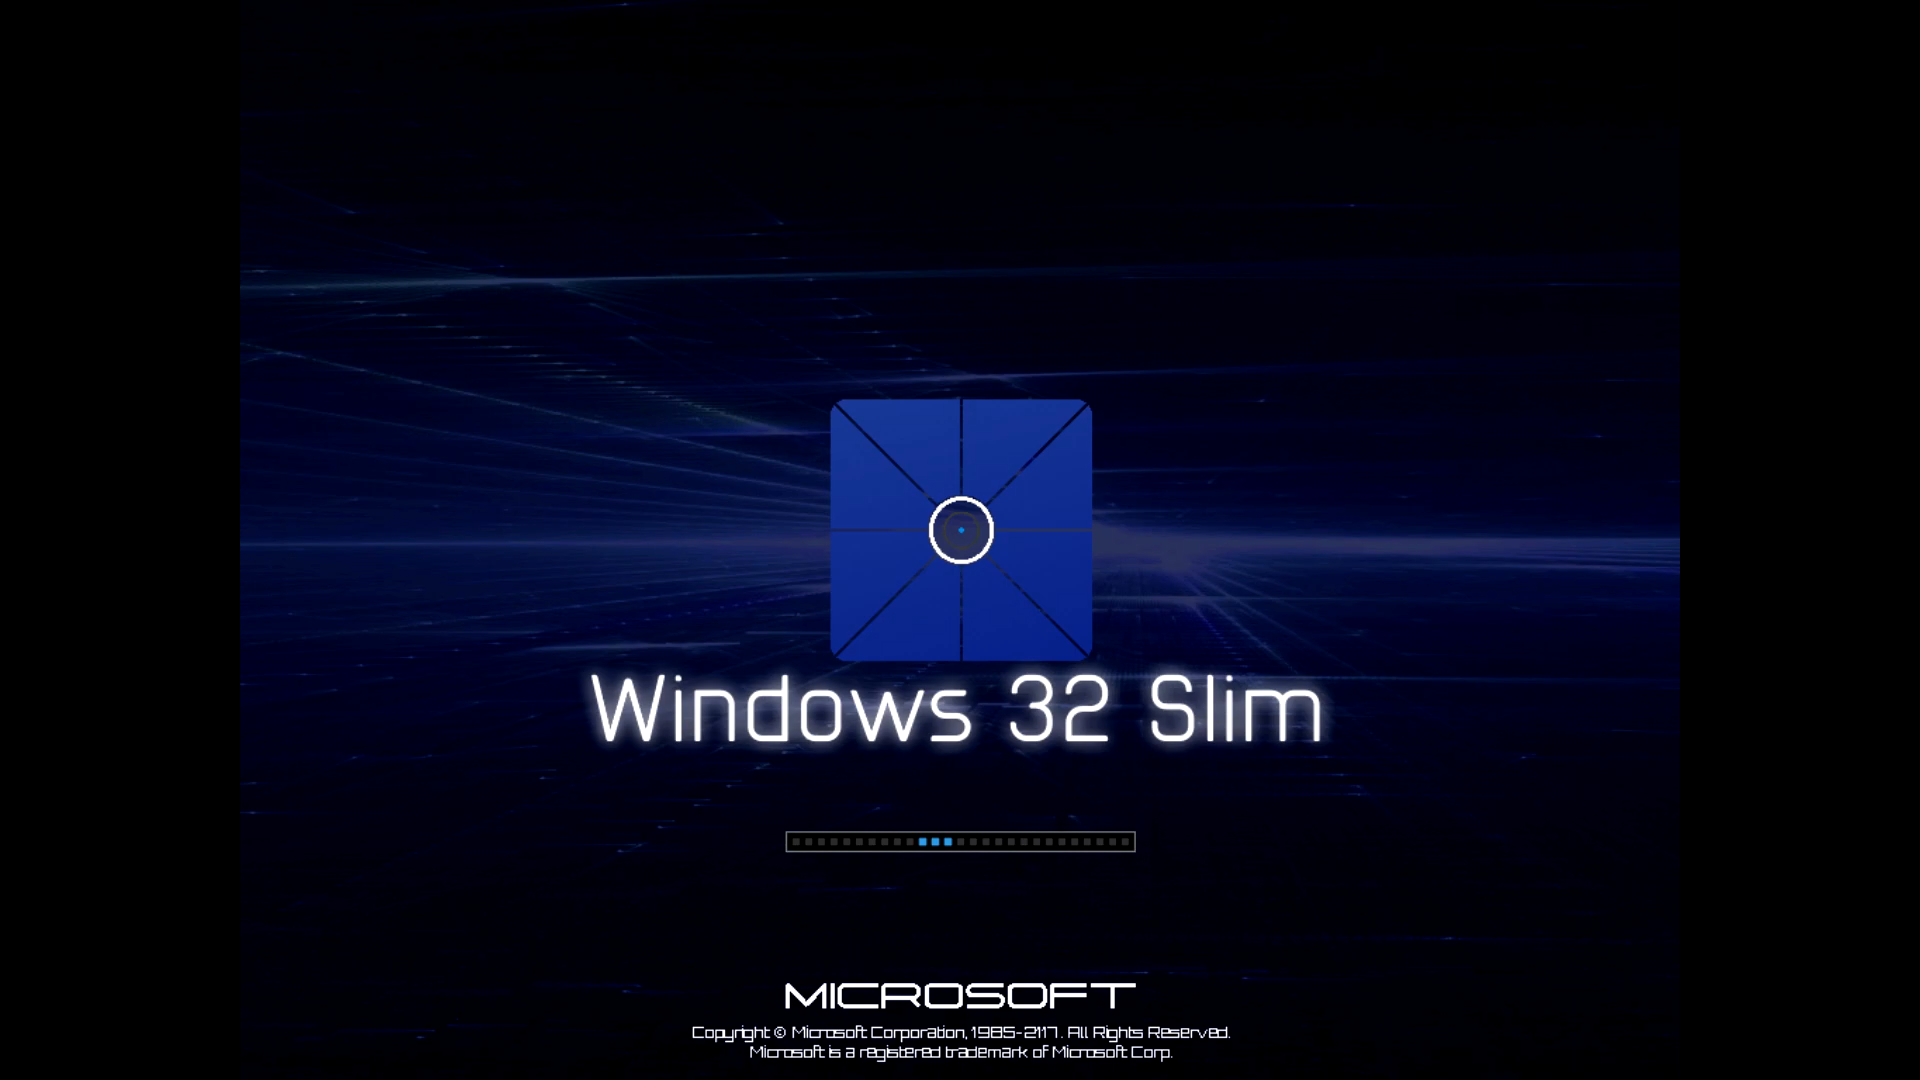 Windows 32 Slim
MICROSOFT
Copyright © Microsoft Corporation, 1985-2117. All Rights Reserved.
Microsoft is a registered trademark of Microsoft Corp.